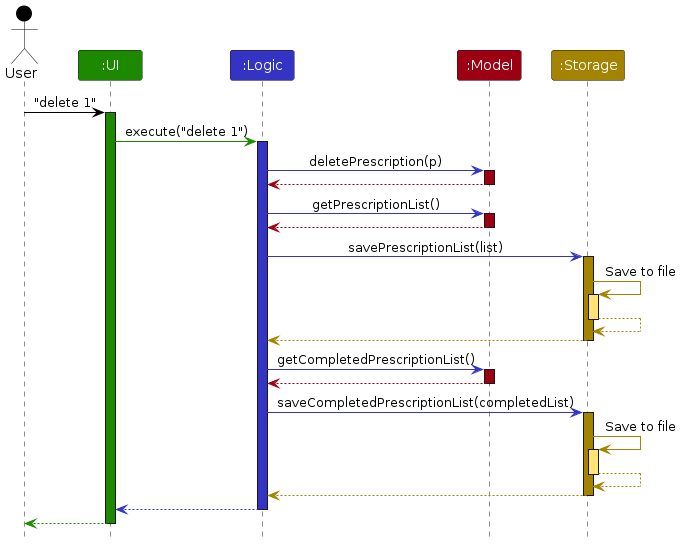 User
:UI
:Logic
:Model
:Storage
"delete 1"
execute("delete 1")
deletePrescription(p)
getPrescriptionList()
savePrescriptionList(list)
Save to file
getCompletedPrescriptionList()
saveCompletedPrescriptionList(completedList)
Save to file